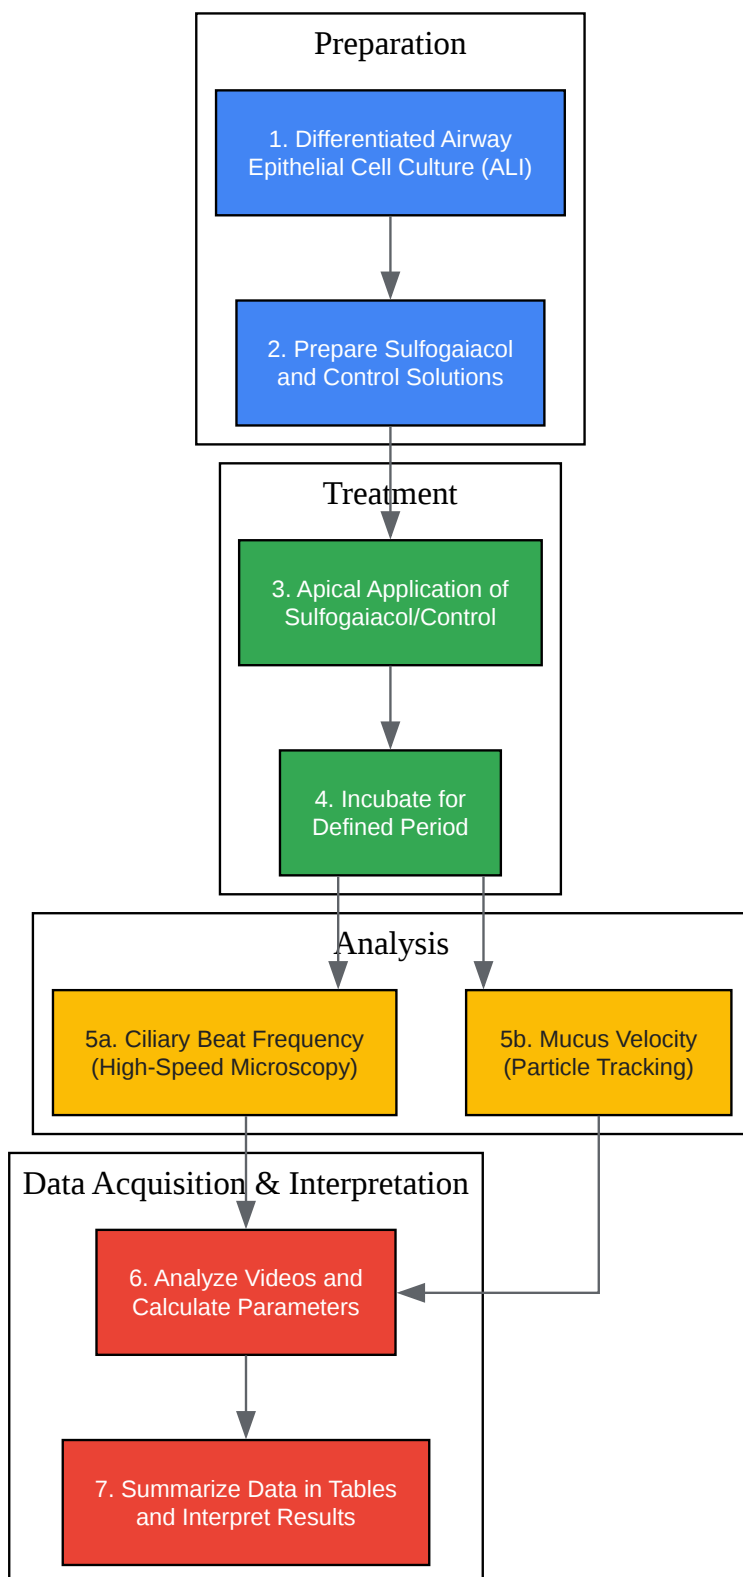 Preparation
1. Differentiated Airway
Epithelial Cell Culture (ALI)
2. Prepare Sulfogaiacol
and Control Solutions
Treatment
3. Apical Application of
Sulfogaiacol/Control
4. Incubate for
Defined Period
Analysis
5a. Ciliary Beat Frequency
(High-Speed Microscopy)
5b. Mucus Velocity
(Particle Tracking)
Data Acquisition & Interpretation
6. Analyze Videos and
Calculate Parameters
7. Summarize Data in Tables
and Interpret Results